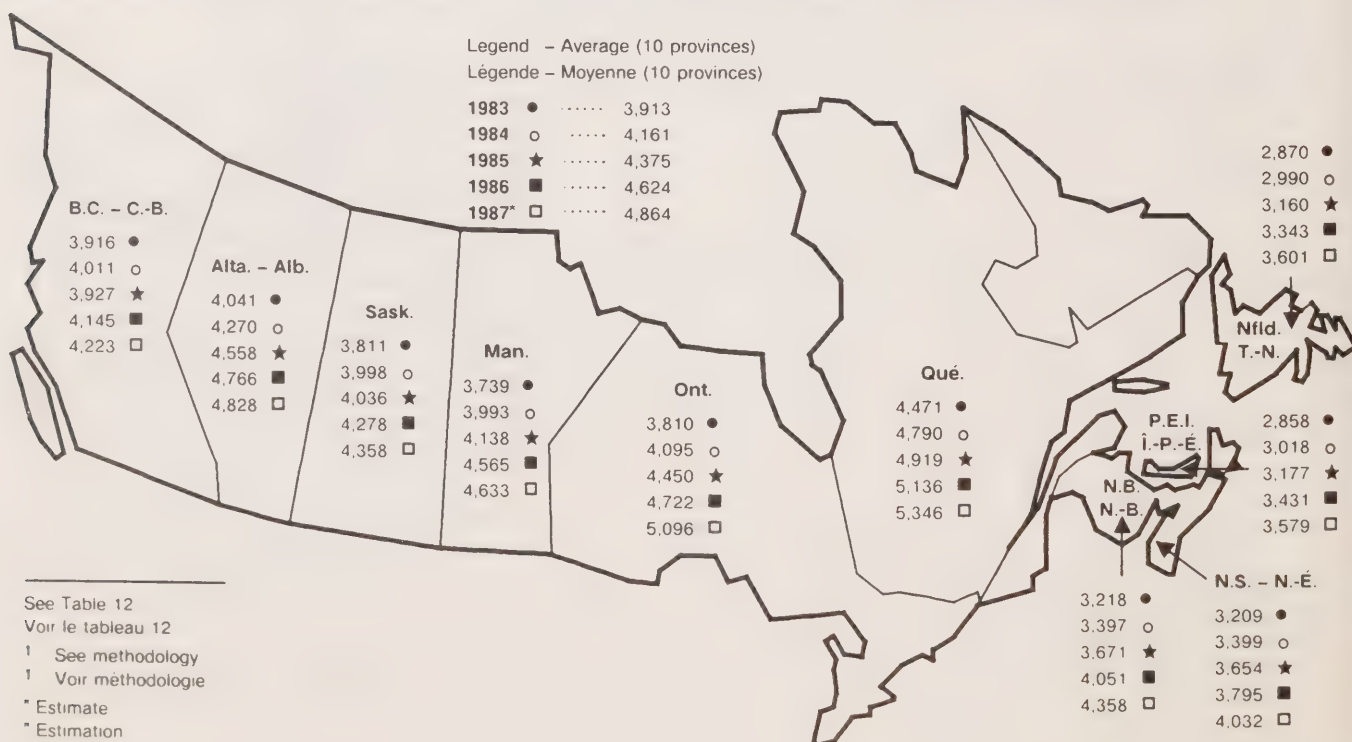 Legend – Average (10 provinces)
Légende – Moyenne (10 provinces)
1983 ● ····· 3,913
1984 ○ ····· 4,161
1985 ★ ····· 4,375
1986 ■ ····· 4,624
1987* □ ····· 4,864
B.C. – C.-B.
3,916 ●
4,011 ○
3,927 ★
4,145 ■
4,223 □
Alta. – Alb.
4,041 ●
4,270 ○
4,558 ★
4,766 ■
4,828 □
Sask.
3,811 ●
3,998 ○
4,036 ★
4,278 ■
4,358 □
Man.
3,739 ●
3,993 ○
4,138 ★
4,565 ■
4,633 □
Ont.
3,810 ●
4,095 ○
4,450 ★
4,722 ■
5,096 □
Qué.
4,471 ●
4,790 ○
4,919 ★
5,136 ■
5,346 □
2,870 ●
2,990 ○
3,160 ★
3,343 ■
3,601 □
Nfld.
T.-N.
P.E.I.
Î.-P.-É.
2,858 ●
3,018 ○
3,177 ★
3,431 ■
3,579 □
N.B.
N.-B.
3,218 ●
3,397 ○
3,671 ★
4,051 ■
4,358 □
N.S. – N.-É.
3,209 ●
3,399 ○
3,654 ★
3,795 ■
4,032 □
See Table 12
Voir le tableau 12
1 See methodology
1 Voir méthodologie
* Estimate
* Estimation